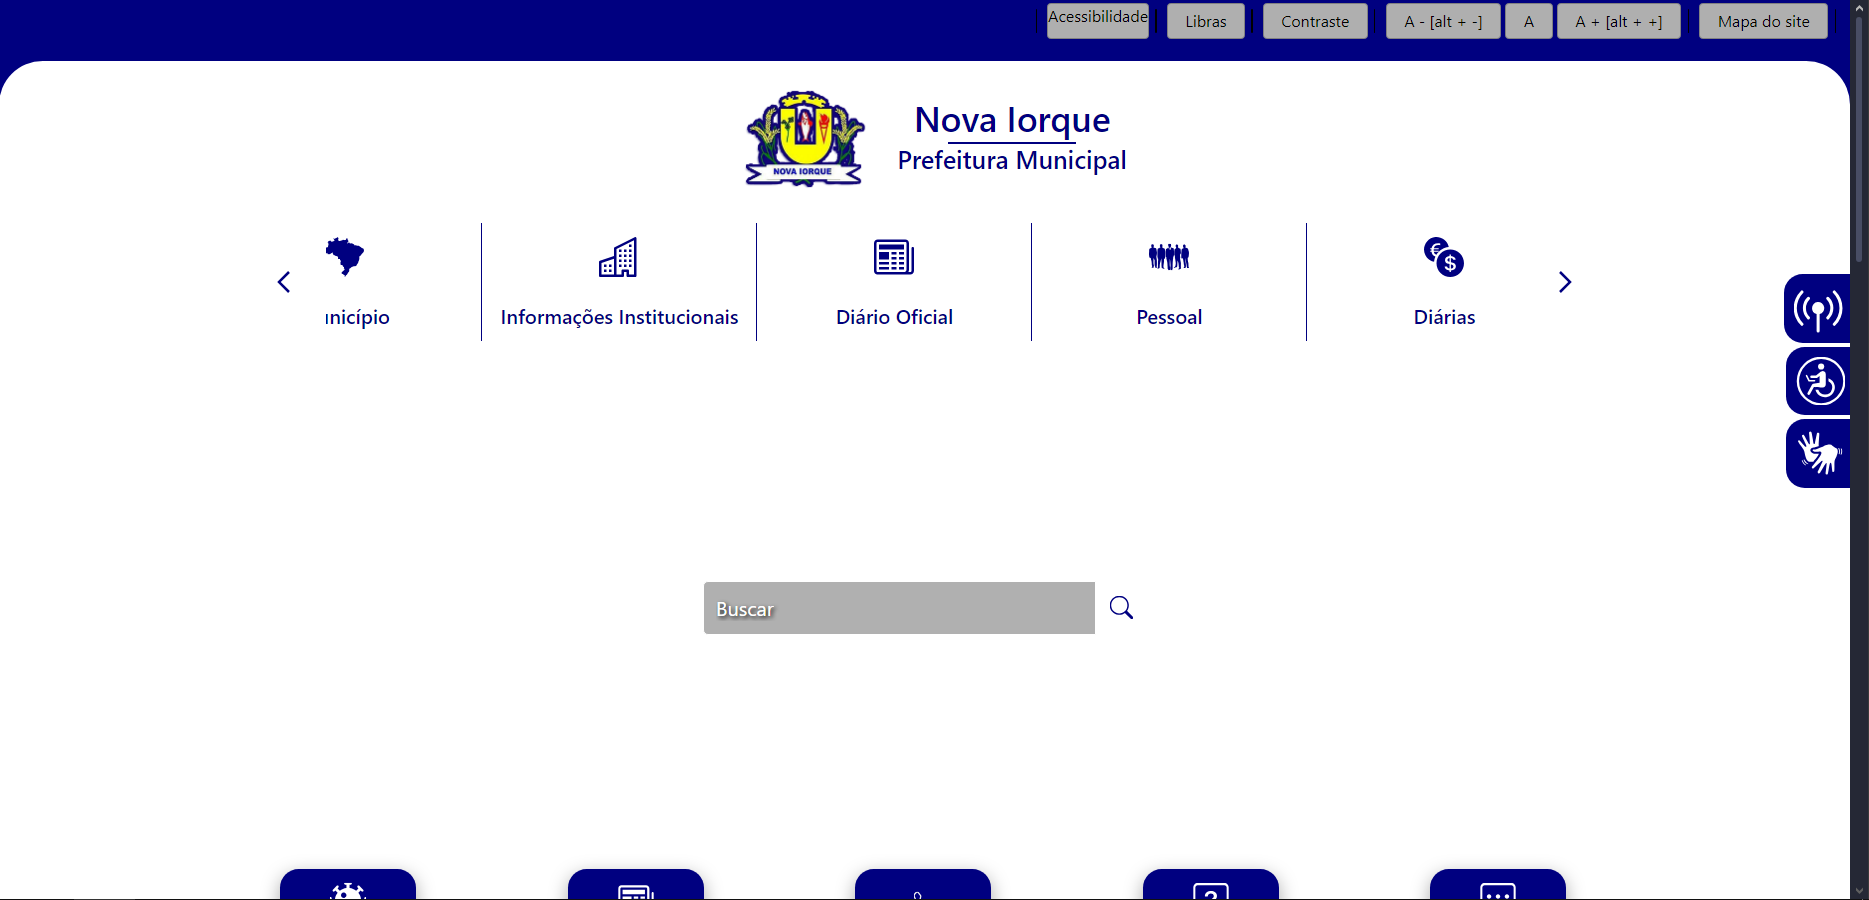 Acessibilidade
Libras
Contraste
A - [alt + -]
A
A + [alt + +]
Mapa do site
Nova Iorque
Prefeitura Municipal
NOVA IORQUE
nicípio
Informações Institucionais
Diário Oficial
Pessoal
Diárias
Buscar